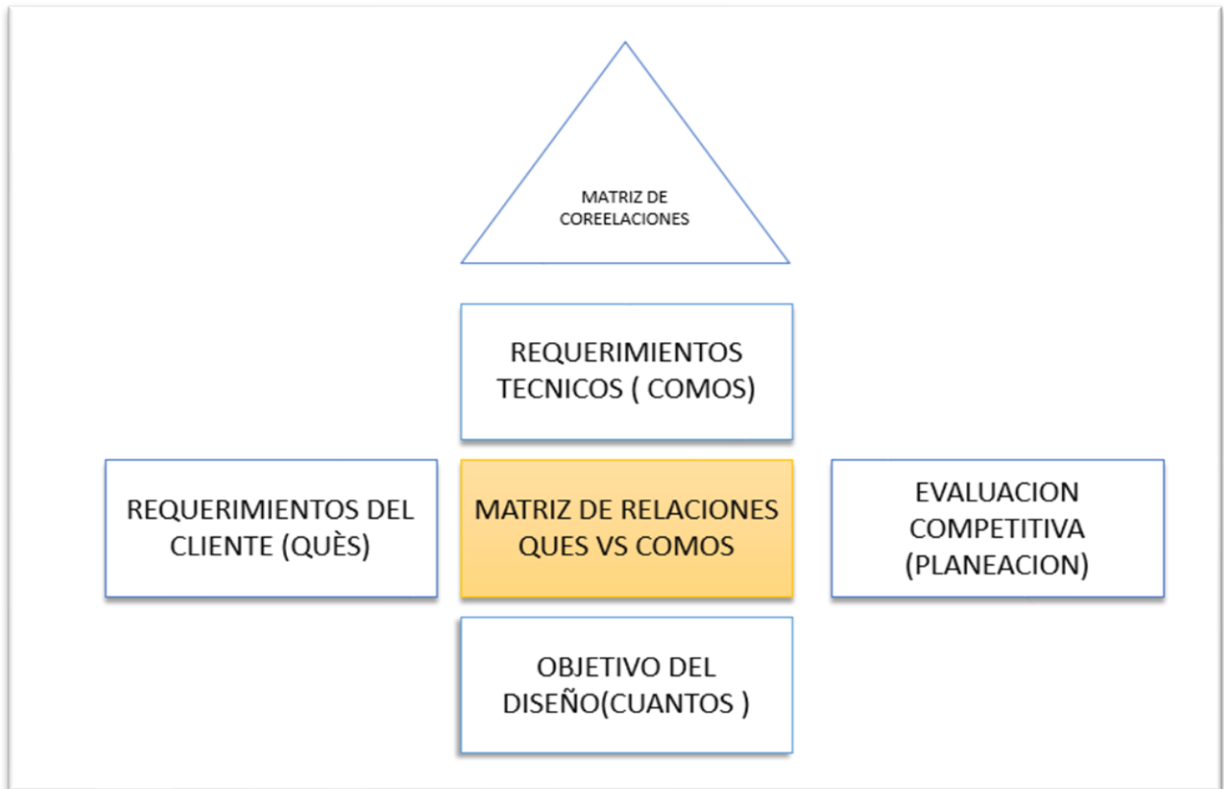 MATRIZ DE
COREELACIONES
REQUERIMIENTOS
TECNICOS ( COMOS)
REQUERIMIENTOS DEL
CLIENTE (QUÈS)
MATRIZ DE RELACIONES
QUES VS COMOS
EVALUACION
COMPETITIVA
(PLANEACION)
OBJETIVO DEL
DISEÑO(CUANTOS )